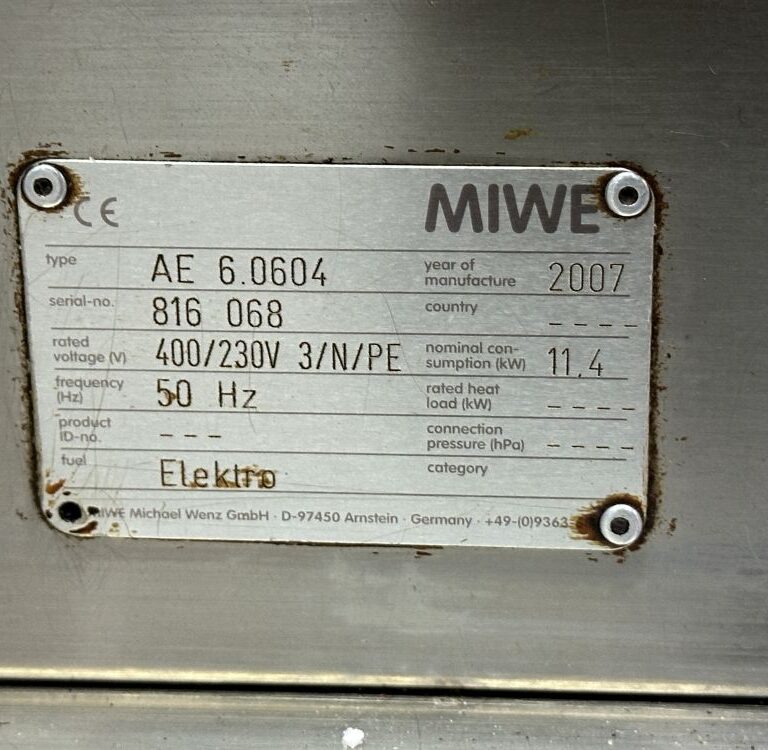 CE
MIWE
type AE 6.0604
year of manufacture 2007
serial-no. 816 068
country ----
rated voltage (V) 400/230V 3/N/PE
nominal con-sumption (kW) 11.4
frequency (Hz) 50 Hz
rated heat load (kW) ----
product ID-no. ---
connection pressure (hPa) ----
fuel Elektro
category
MIWE Michael Wenz GmbH · D-97450 Arnstein · Germany · +49-(0)9363